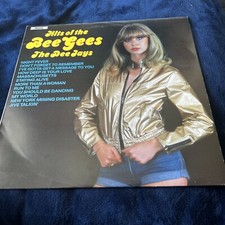 Hits of the
Bee Gees
The Dee Jays
NIGHT FEVER
DON'T FORGET TO REMEMBER
I'VE GOTTA GET A MESSAGE TO YOU
HOW DEEP IS YOUR LOVE
MASSACHUSETTS
STAYING ALIVE
MORE THAN A WOMAN
RUN TO ME
YOU SHOULD BE DANCING
MY WORLD
NEW YORK MINING DISASTER
JIVE TALKIN'